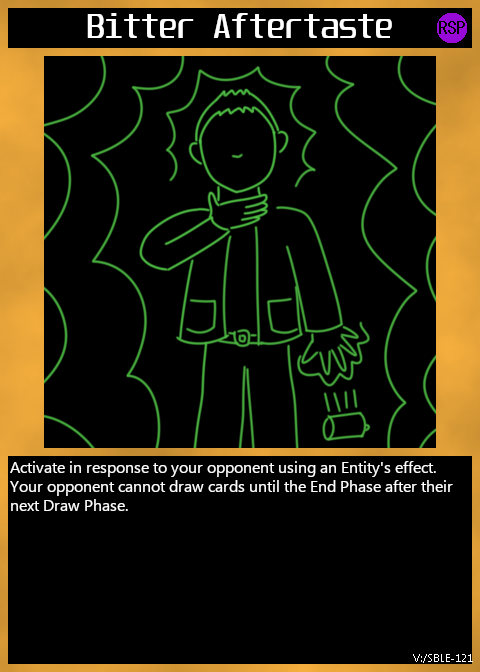 Bitter Aftertaste
RSP
Activate in response to your opponent using an Entity's effect.
Your opponent cannot draw cards until the End Phase after their
next Draw Phase.
V:/SBLE-121